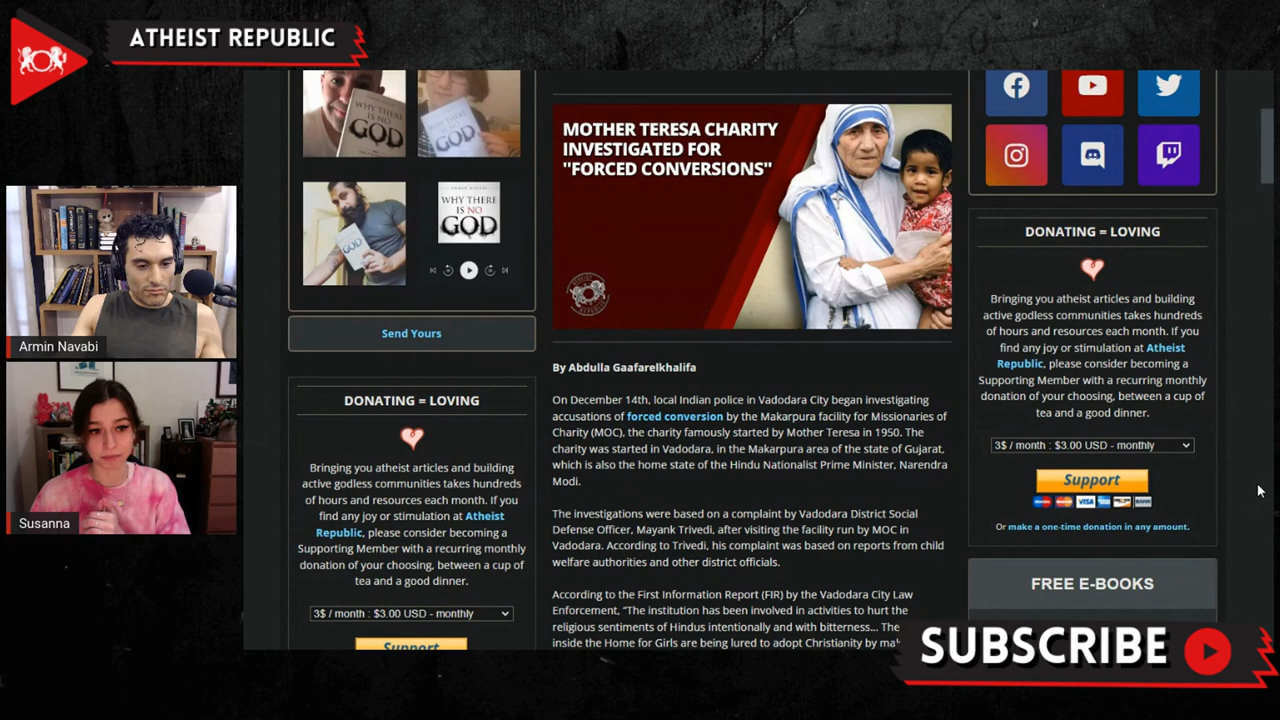 ATHEIST REPUBLIC
Armin Navabi
Susanna
WHY THERE
IS NO
GOD
WHY THERE
IS NO
GOD
Send Yours
DONATING = LOVING
Bringing you atheist articles and building
active godless communities takes hundreds
of hours and resources each month. If you
find any joy or stimulation at Atheist
Republic, please consider becoming a
Supporting Member with a recurring monthly
donation of your choosing, between a cup of
tea and a good dinner.
3$ / month : $3.00 USD - monthly
Support
MOTHER TERESA CHARITY
INVESTIGATED FOR
"FORCED CONVERSIONS"
By Abdulla Gaafarelkhalifa
On December 14th, local Indian police in Vadodara City began investigating
accusations of forced conversion by the Makarpura facility for Missionaries of
Charity (MOC), the charity famously started by Mother Teresa in 1950. The
charity was started in Vadodara, in the Makarpura area of the state of Gujarat,
which is also the home state of the Hindu Nationalist Prime Minister, Narendra
Modi.
The investigations were based on a complaint by Vadodara District Social
Defense Officer, Mayank Trivedi, after visiting the facility run by MOC in
Vadodara. According to Trivedi, his complaint was based on reports from child
welfare authorities and other district officials.
According to the First Information Report (FIR) by the Vadodara City Law
Enforcement, "The institution has been involved in activities to hurt the
religious sentiments of Hindus intentionally and with bitterness... The
inside the Home for Girls are being lured to adopt Christianity by
DONATING = LOVING
Bringing you atheist articles and building
active godless communities takes hundreds
of hours and resources each month. If you
find any joy or stimulation at Atheist
Republic, please consider becoming a
Supporting Member with a recurring monthly
donation of your choosing, between a cup of
tea and a good dinner.
3$ / month : $3.00 USD - monthly
Support
VISA
Or make a one-time donation in any amount.
FREE E-BOOKS
SUBSCRIBE